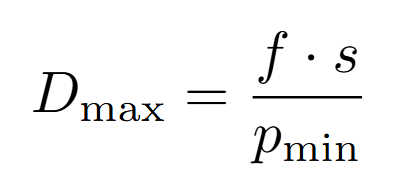 D_max = f · s / p_min